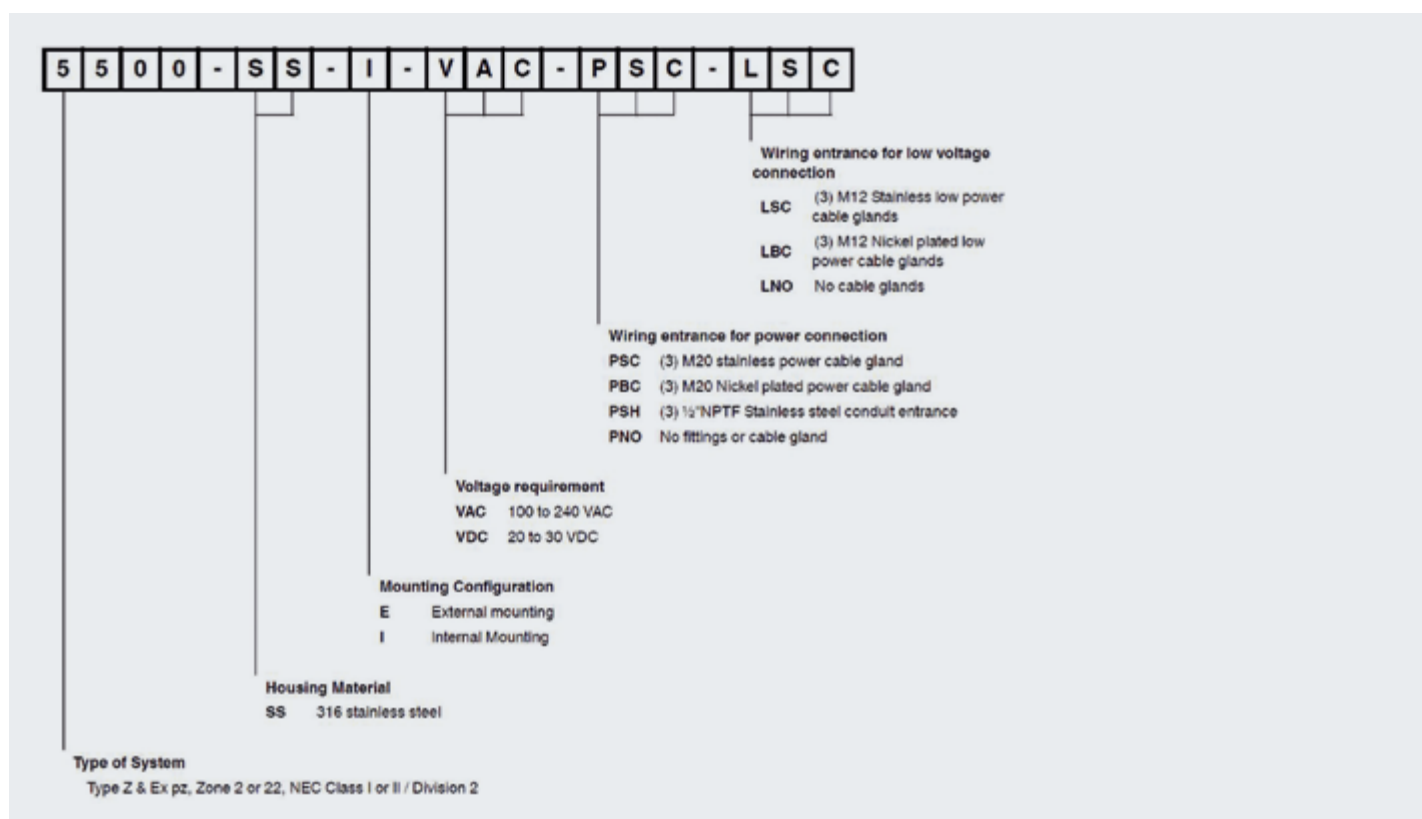 5500-SS-I-VAC-PSC-LSC
Wiring entrance for low voltage
connection
LSC (3) M12 Stainless low power
cable glands
LBC (3) M12 Nickel plated low
power cable glands
LNO No cable glands
Wiring entrance for power connection
PSC (3) M20 stainless power cable gland
PBC (3) M20 Nickel plated power cable gland
PSH (3) ½"NPTF Stainless steel conduit entrance
PNO No fittings or cable gland
Voltage requirement
VAC 100 to 240 VAC
VDC 20 to 30 VDC
Mounting Configuration
E External mounting
I Internal Mounting
Housing Material
SS 316 stainless steel
Type of System
Type Z & Ex pz, Zone 2 or 22, NEC Class I or II / Division 2